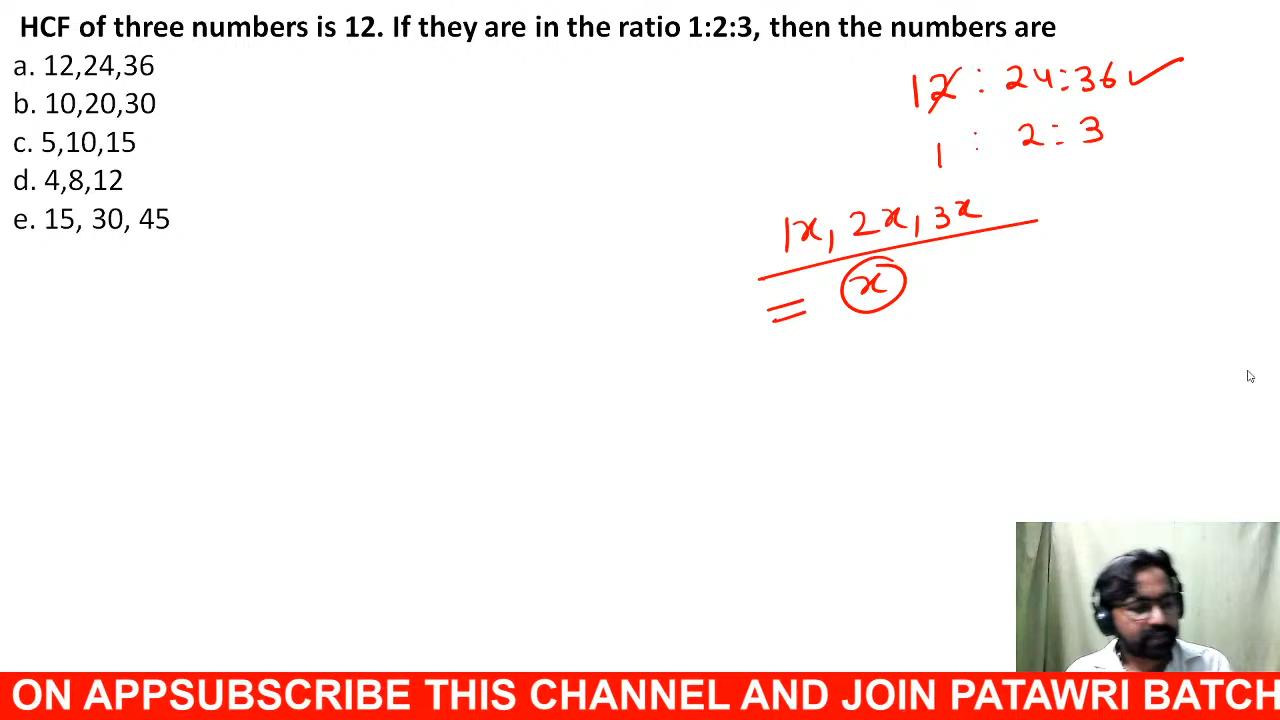 HCF of three numbers is 12. If they are in the ratio 1:2:3, then the numbers are
a. 12,24,36
b. 10,20,30
c. 5,10,15
d. 4,8,12
e. 15, 30, 45
12 : 24 : 36 ✓
1 : 2 : 3
1x, 2x, 3x
= x
ON APPSUBSCRIBE THIS CHANNEL AND JOIN PATAWRI BATCH